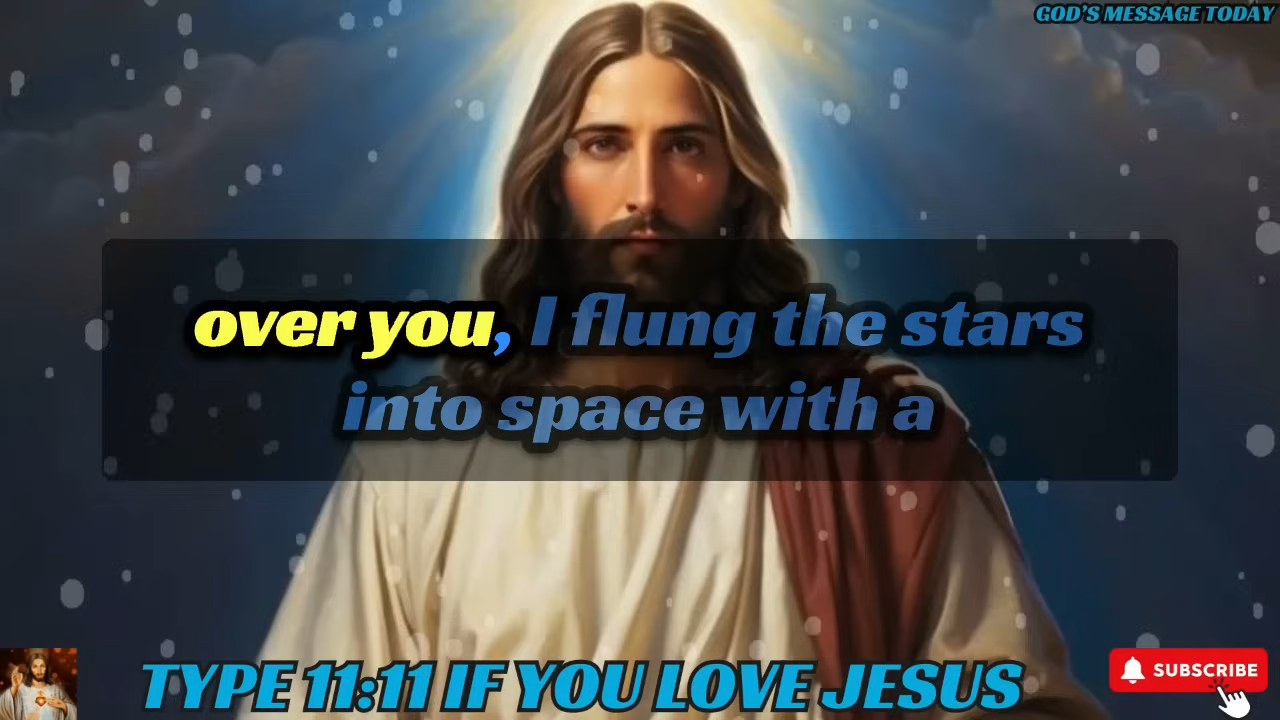 GOD'S MESSAGE TODAY
over you, I flung the stars
into space with a
TYPE 11:11 IF YOU LOVE JESUS
SUBSCRIBE